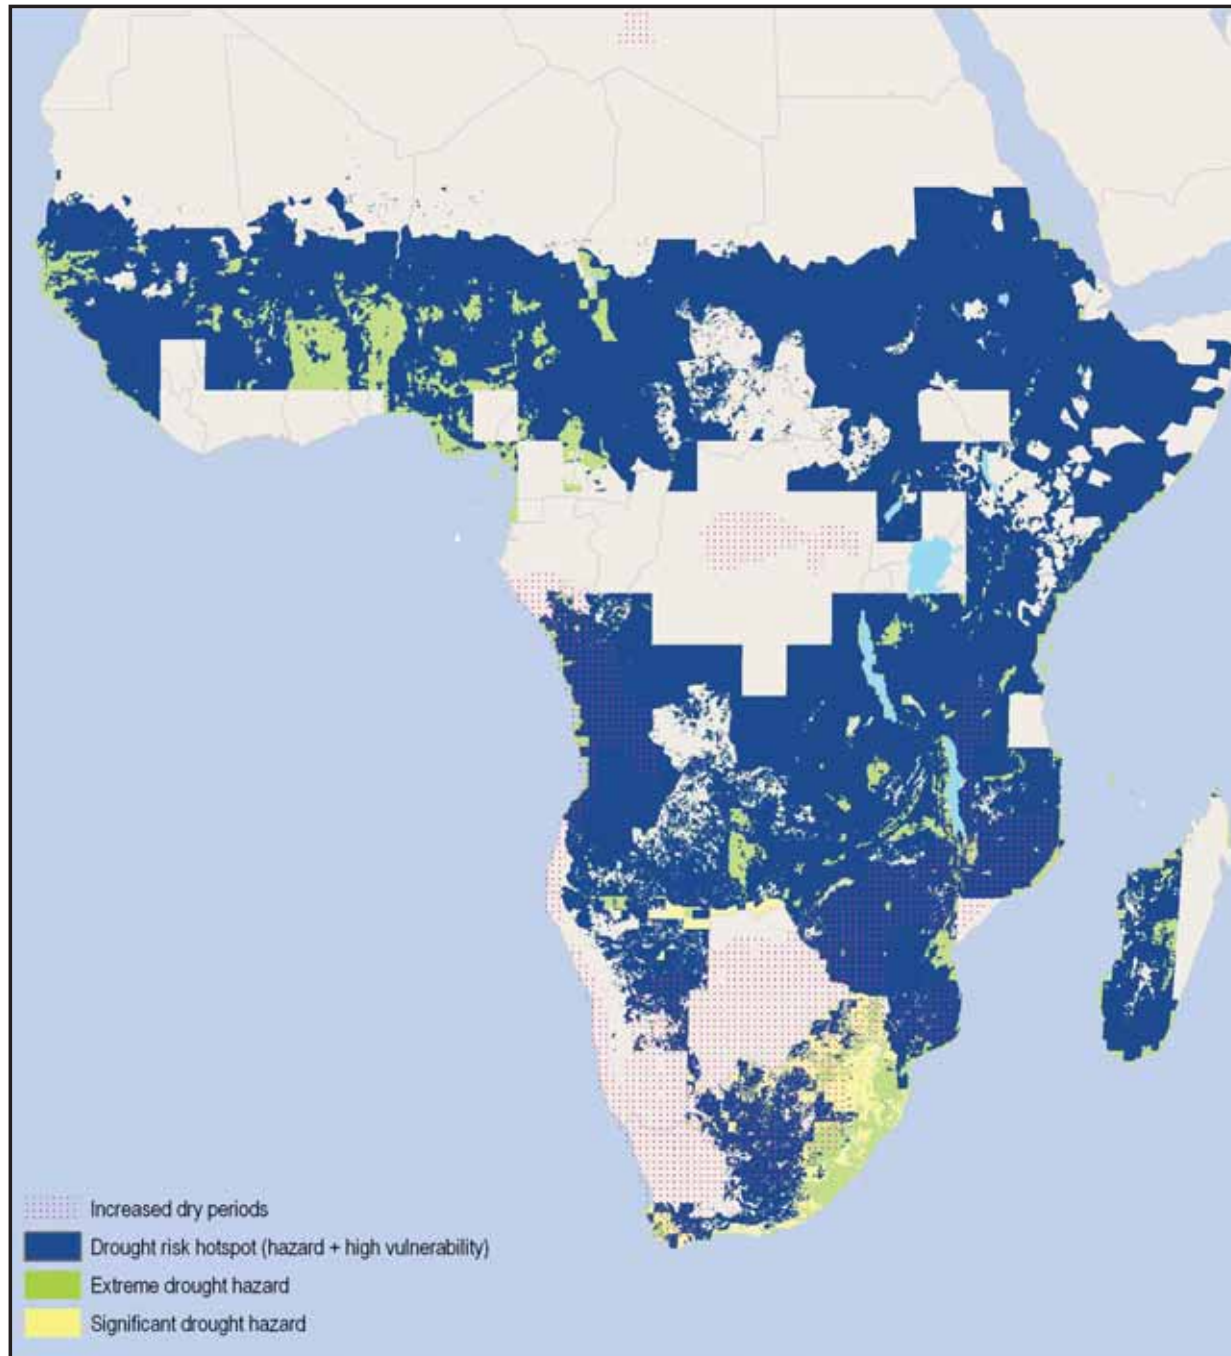 Increased dry periods
Drought risk hotspot (hazard + high vulnerability)
Extreme drought hazard
Significant drought hazard